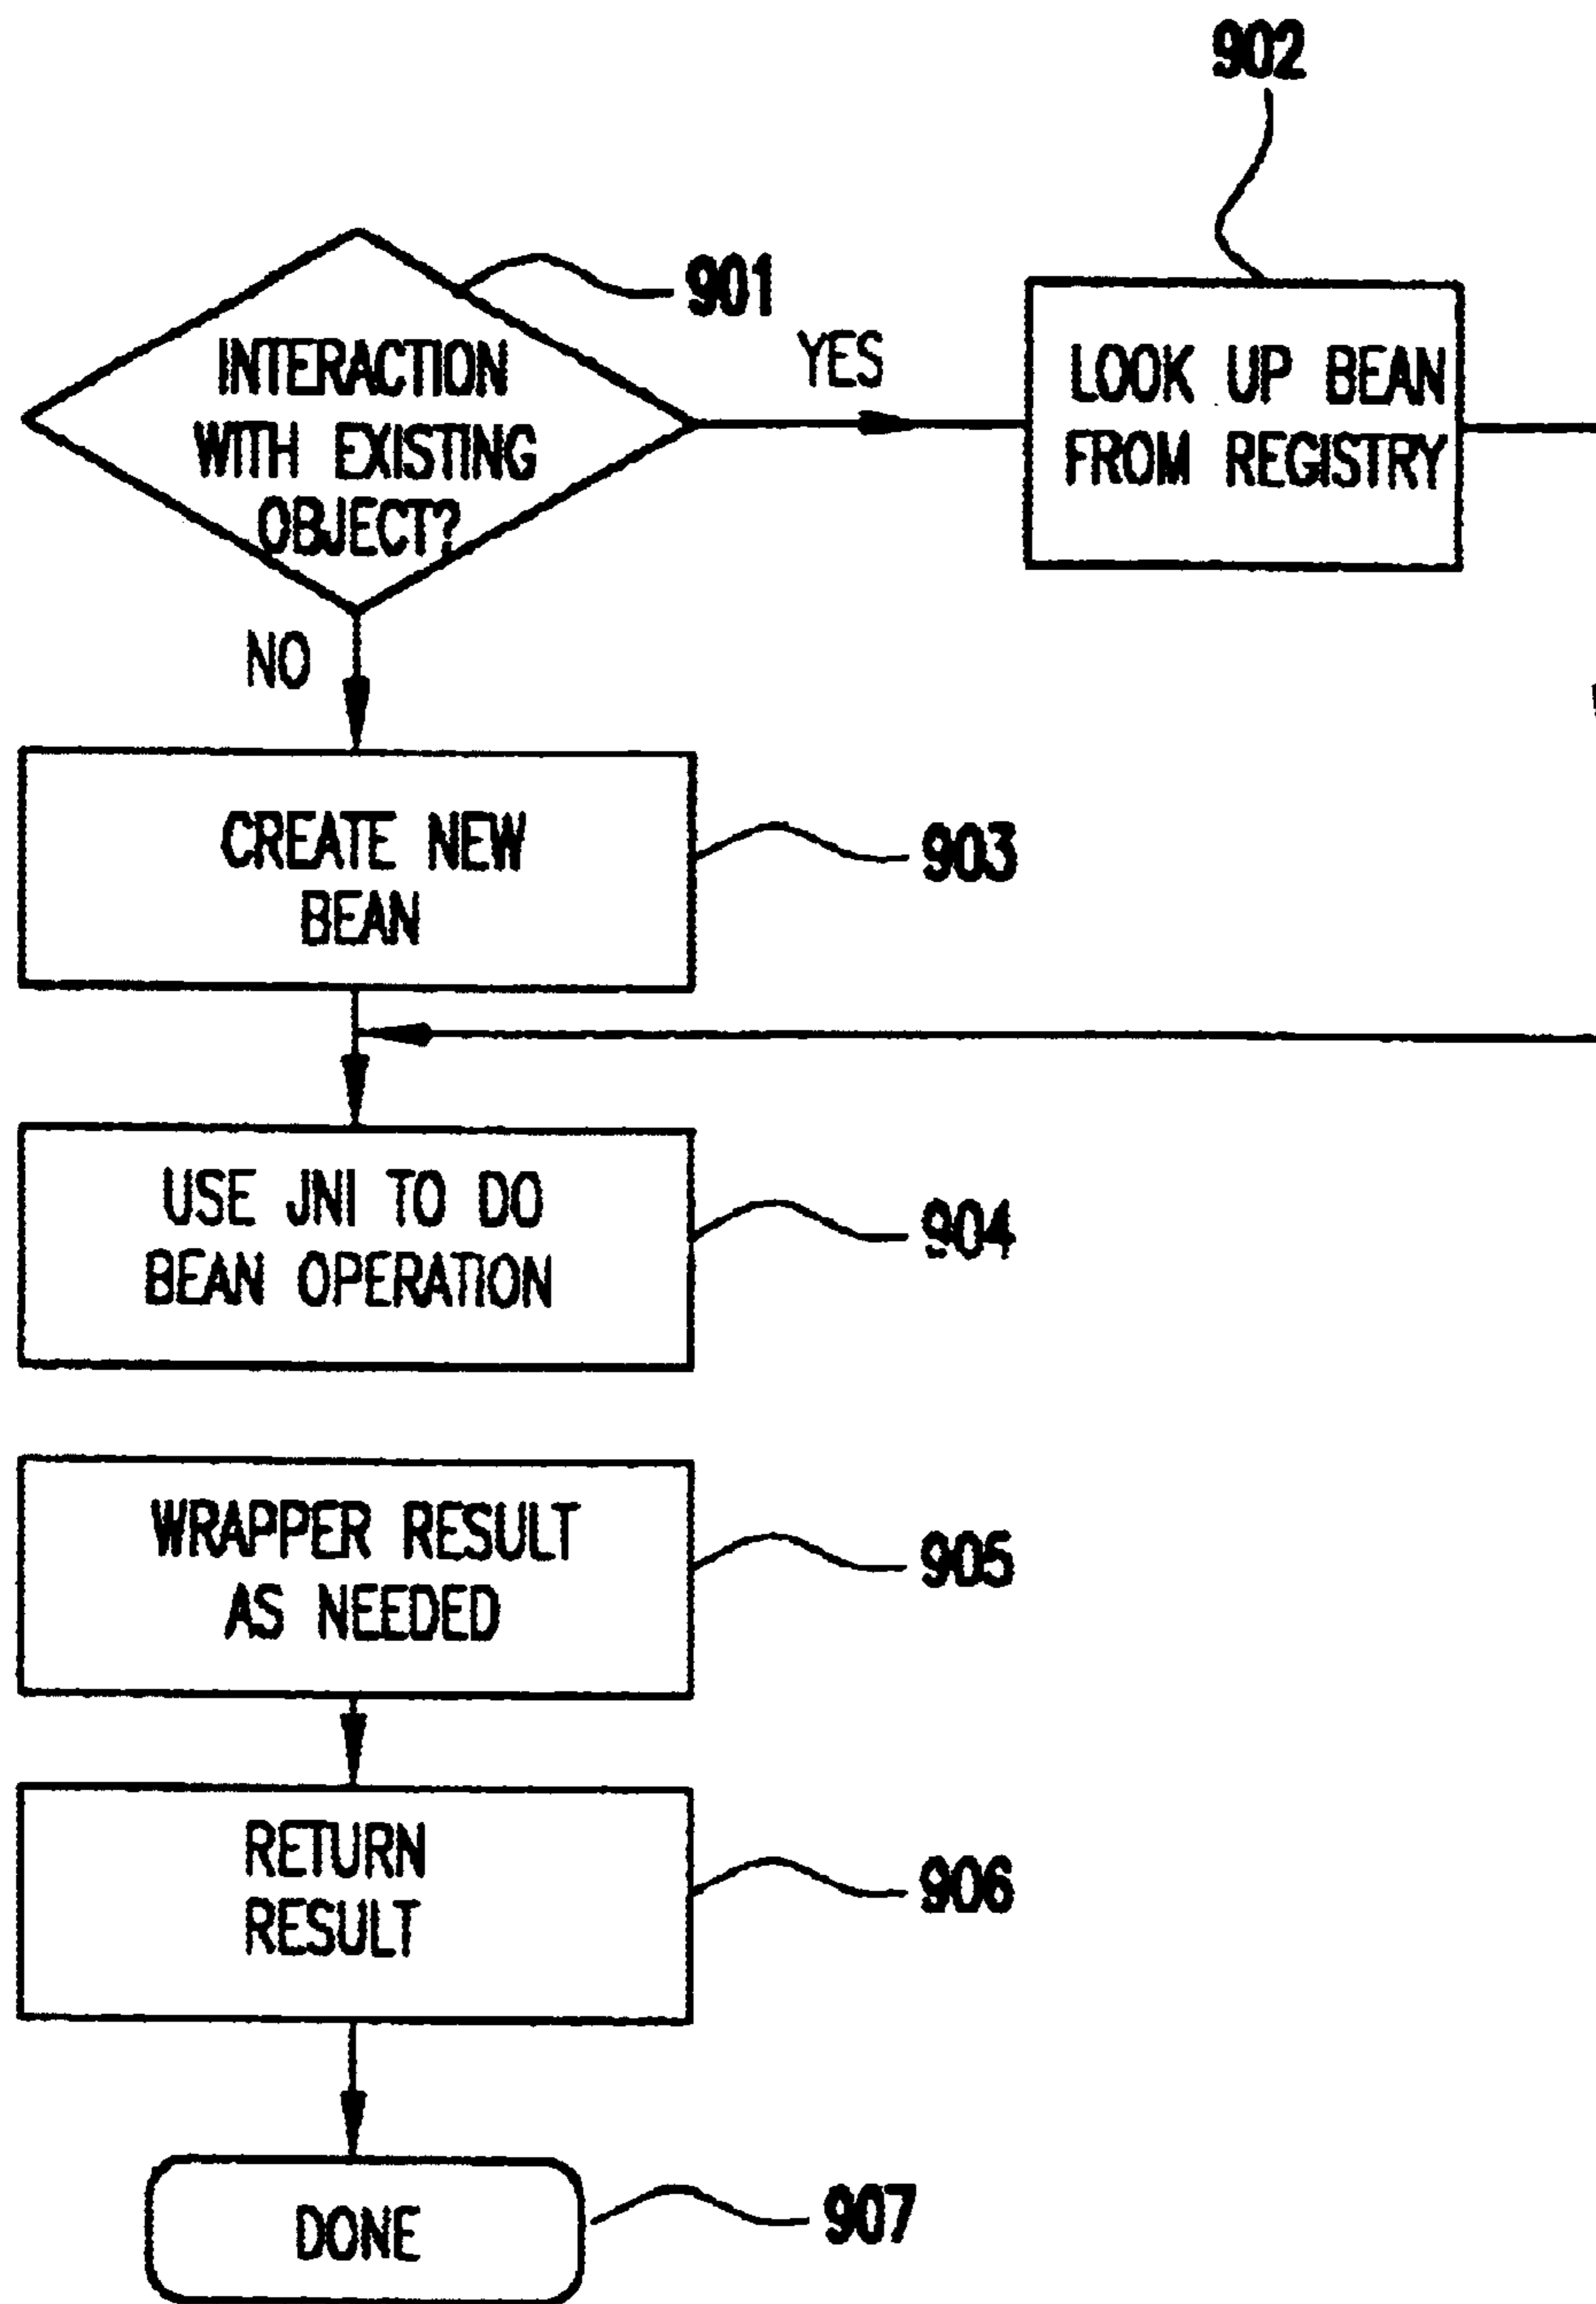 902
901
INTERACTION
WITH EXISTING
OBJECT?
YES
LOOK UP BEAN
FROM REGISTRY
NO
CREATE NEW
BEAN
903
USE JNI TO DO
BEAN OPERATION
904
WRAPPER RESULT
AS NEEDED
905
RETURN
RESULT
906
DONE
907